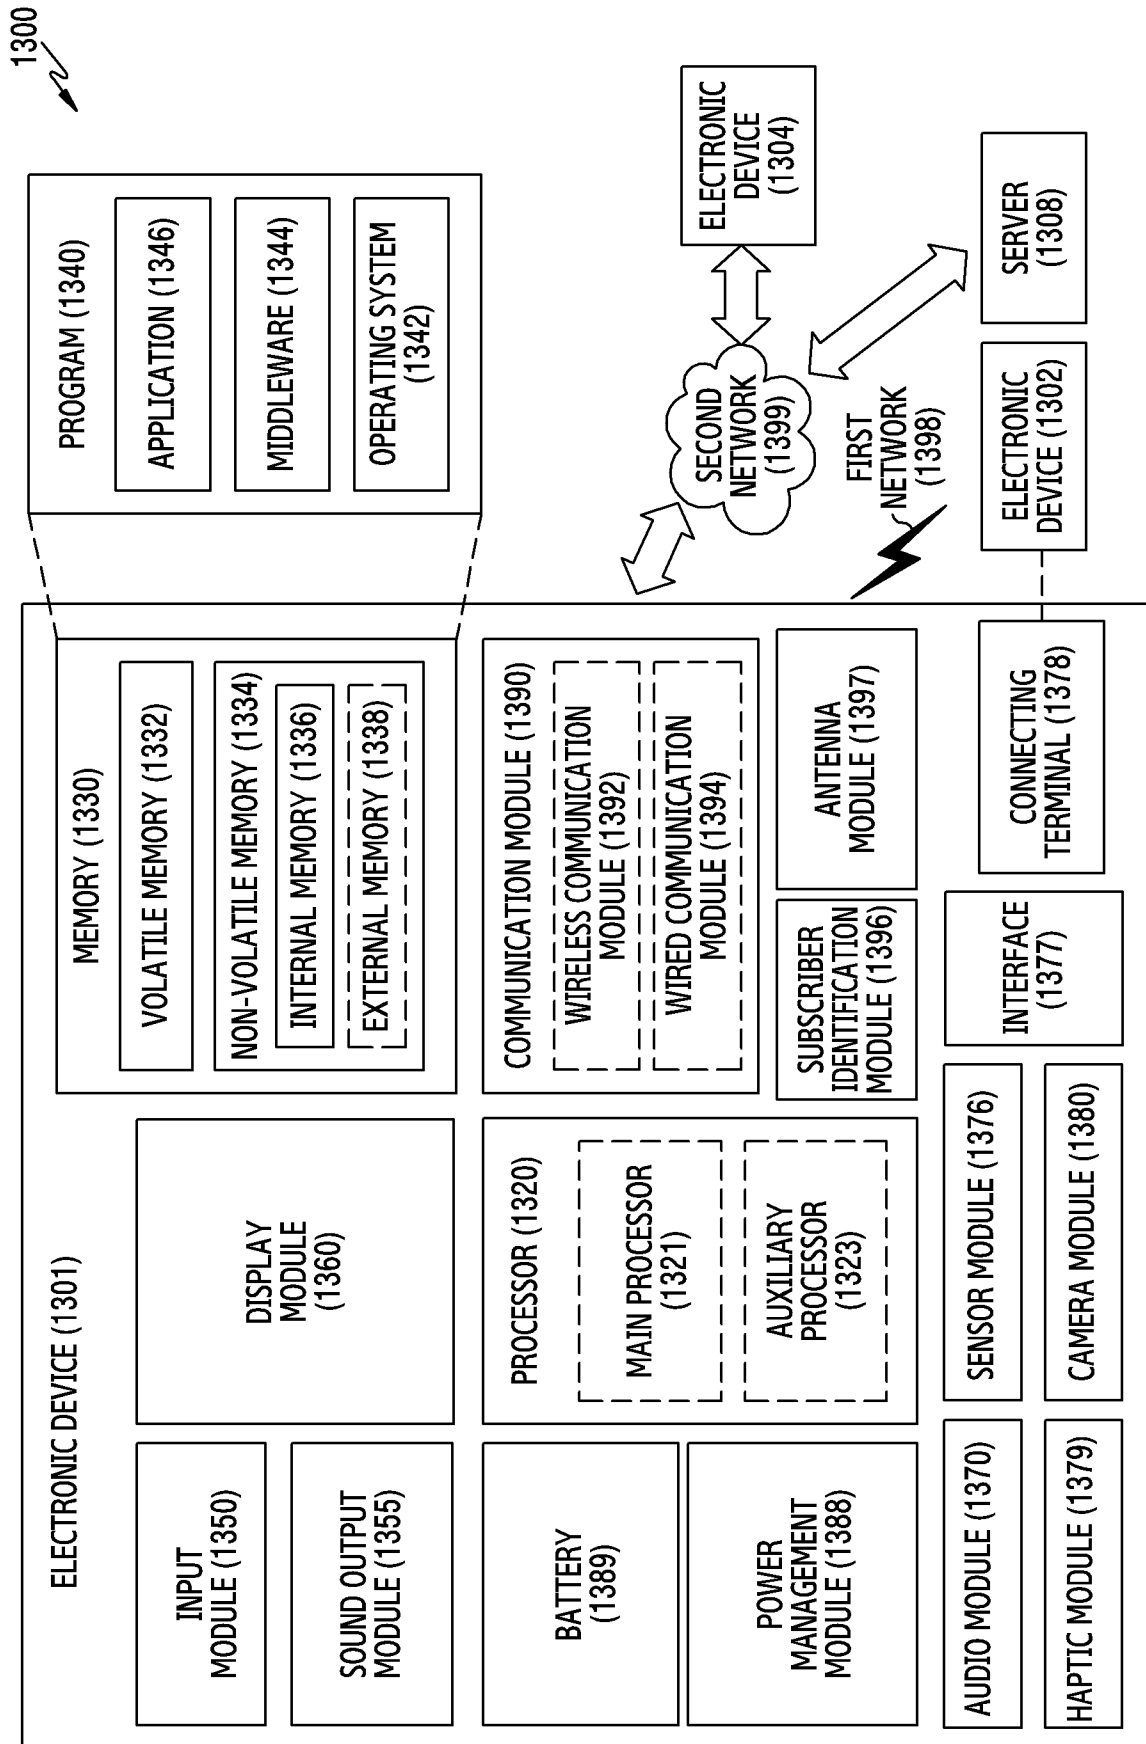 1300
ELECTRONIC DEVICE (1301)
INPUT
MODULE (1350)
SOUND OUTPUT
MODULE (1355)
DISPLAY
MODULE
(1360)
MEMORY (1330)
VOLATILE MEMORY (1332)
NON-VOLATILE MEMORY (1334)
INTERNAL MEMORY (1336)
EXTERNAL MEMORY (1338)
PROGRAM (1340)
APPLICATION (1346)
MIDDLEWARE (1344)
OPERATING SYSTEM
(1342)
BATTERY
(1389)
POWER
MANAGEMENT
MODULE (1388)
PROCESSOR (1320)
MAIN PROCESSOR
(1321)
AUXILIARY
PROCESSOR
(1323)
COMMUNICATION MODULE (1390)
WIRELESS COMMUNICATION
MODULE (1392)
WIRED COMMUNICATION
MODULE (1394)
SUBSCRIBER
IDENTIFICATION
MODULE (1396)
ANTENNA
MODULE (1397)
SECOND
NETWORK
(1399)
ELECTRONIC
DEVICE
(1304)
FIRST
NETWORK
(1398)
AUDIO MODULE (1370)
SENSOR MODULE (1376)
INTERFACE
(1377)
CONNECTING
TERMINAL (1378)
ELECTRONIC
DEVICE (1302)
SERVER
(1308)
HAPTIC MODULE (1379)
CAMERA MODULE (1380)